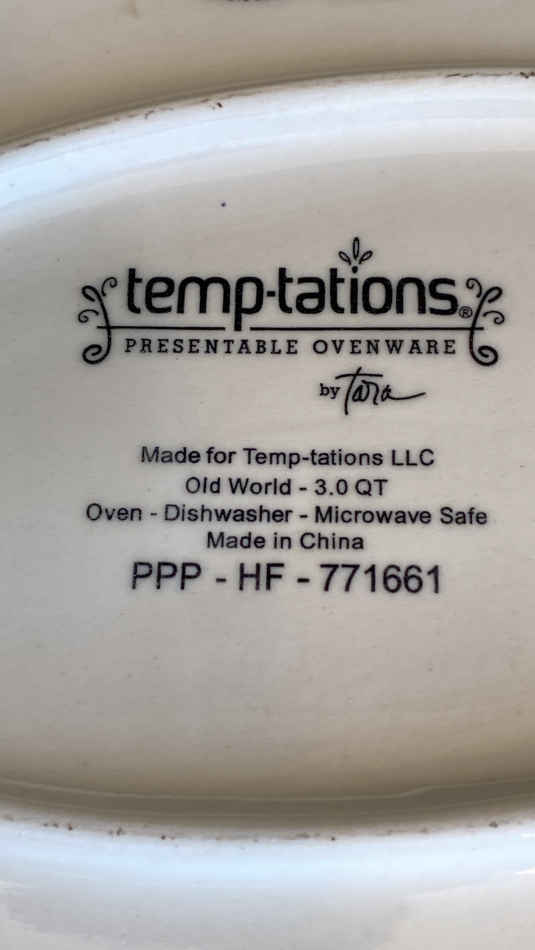 temp-tations®
PRESENTABLE OVENWARE
by Tara
Made for Temp-tations LLC
Old World - 3.0 QT
Oven - Dishwasher - Microwave Safe
Made in China
PPP - HF - 771661